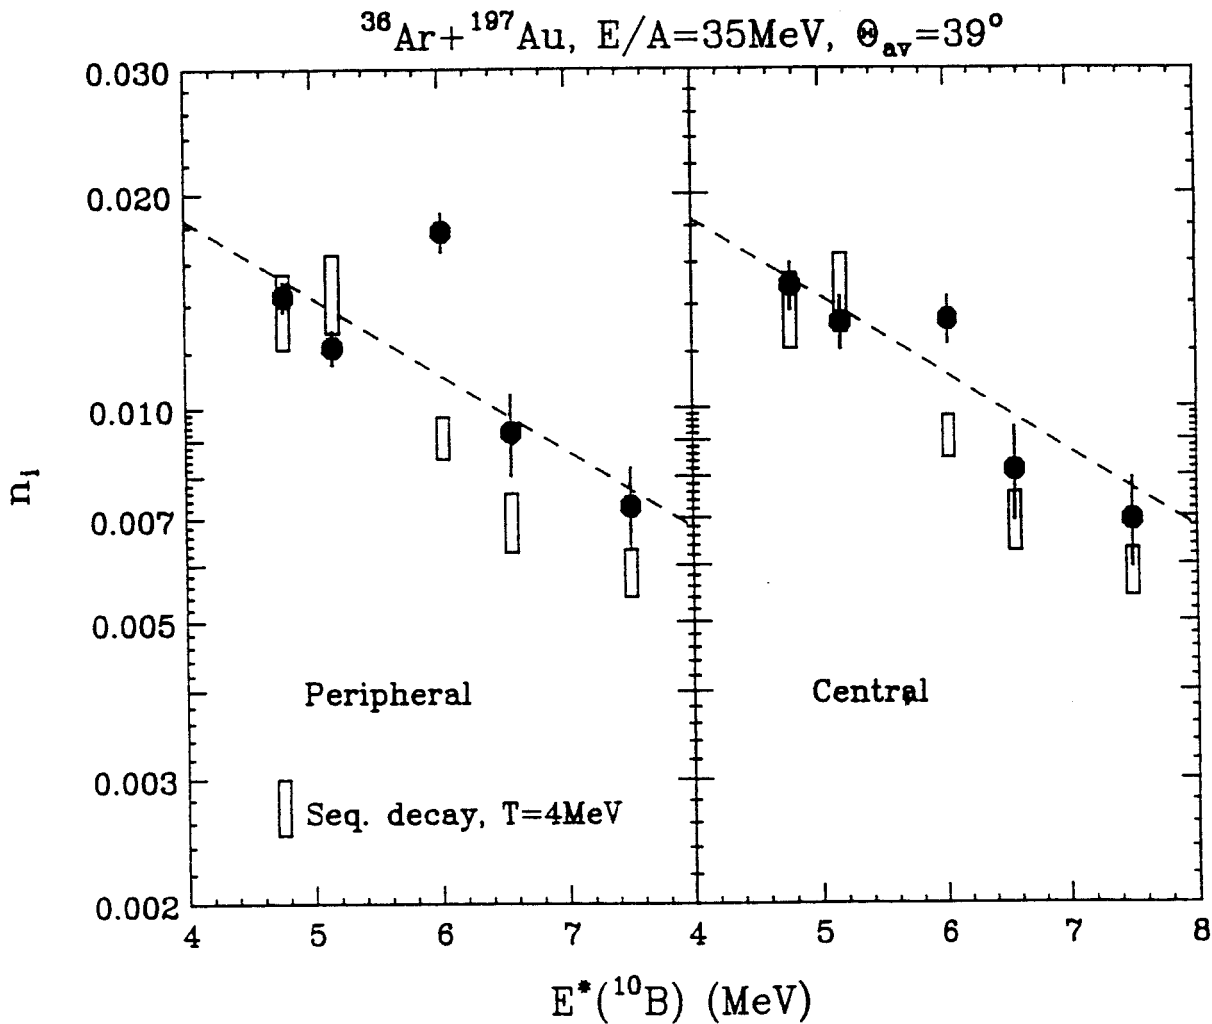 ³⁶Ar+¹⁹⁷Au, E/A=35MeV, Θav=39°
0.030
0.020
0.010
0.007
0.005
0.003
0.002
nᵢ
Peripheral
Central
Seq. decay, T=4MeV
4 5 6 7 4 5 6 7 8
E*(¹⁰B) (MeV)